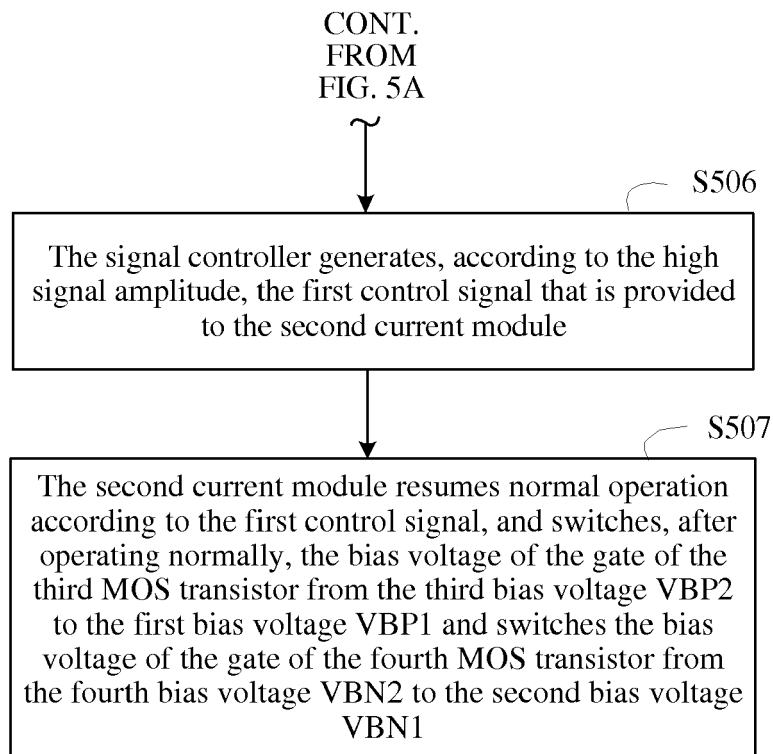 CONT.
FROM
FIG. 5A
S506
The signal controller generates, according to the high
signal amplitude, the first control signal that is provided
to the second current module
S507
The second current module resumes normal operation
according to the first control signal, and switches, after
operating normally, the bias voltage of the gate of the
third MOS transistor from the third bias voltage VBP2
to the first bias voltage VBP1 and switches the bias
voltage of the gate of the fourth MOS transistor from
the fourth bias voltage VBN2 to the second bias voltage
VBN1